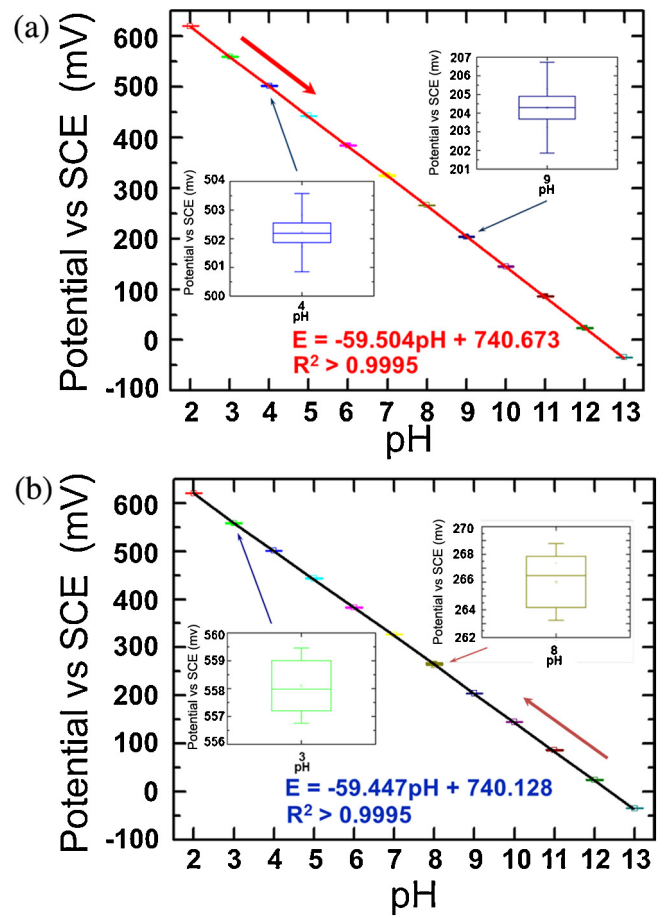 (a)
Potential vs SCE (mV)
600
500
400
300
200
100
0
-100
2 3 4 5 6 7 8 9 10 11 12 13
pH
Potential vs SCE (mv)
504
503
502
501
500
4
pH
Potential vs SCE (mv)
207
206
205
204
203
202
201
9
pH
E = -59.504pH + 740.673
R² > 0.9995
(b)
Potential vs SCE (mV)
600
500
400
300
200
100
0
-100
2 3 4 5 6 7 8 9 10 11 12 13
pH
Potential vs SCE (mv)
560
559
558
557
556
3
pH
Potential vs SCE (mv)
270
268
266
264
262
8
pH
E = -59.447pH + 740.128
R² > 0.9995